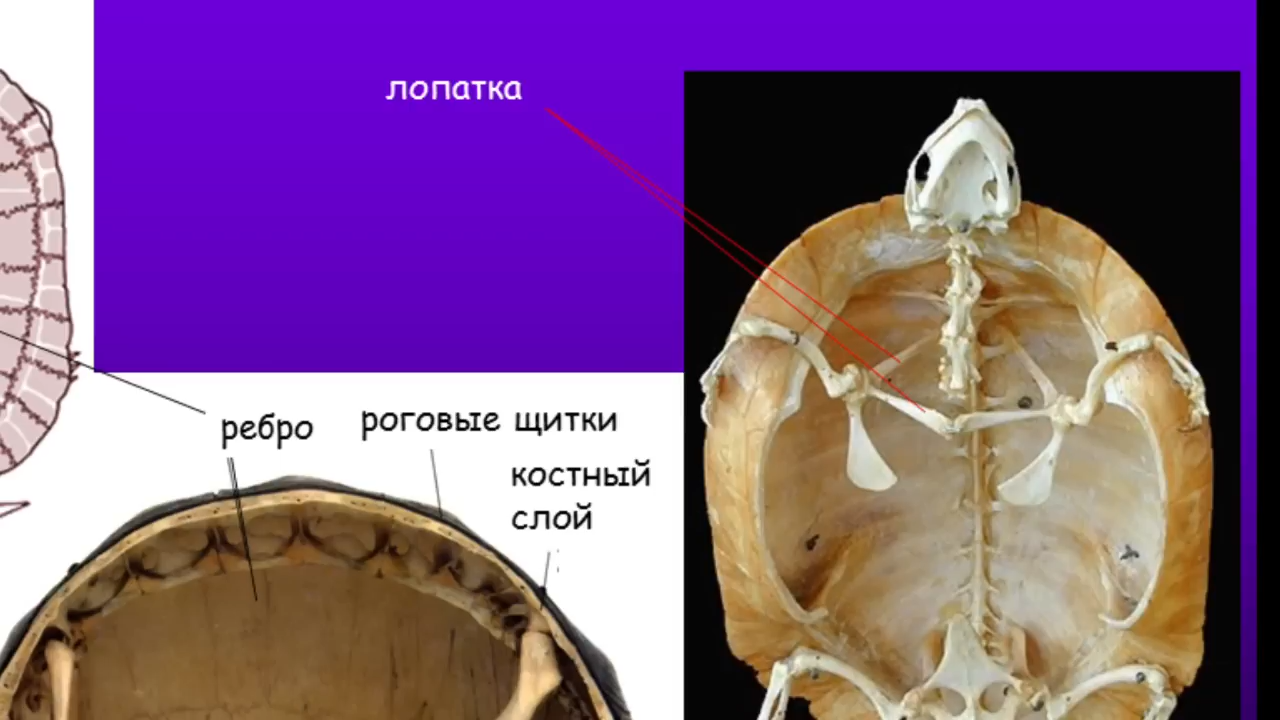 лопатка
ребро
роговые щитки
костный
слой